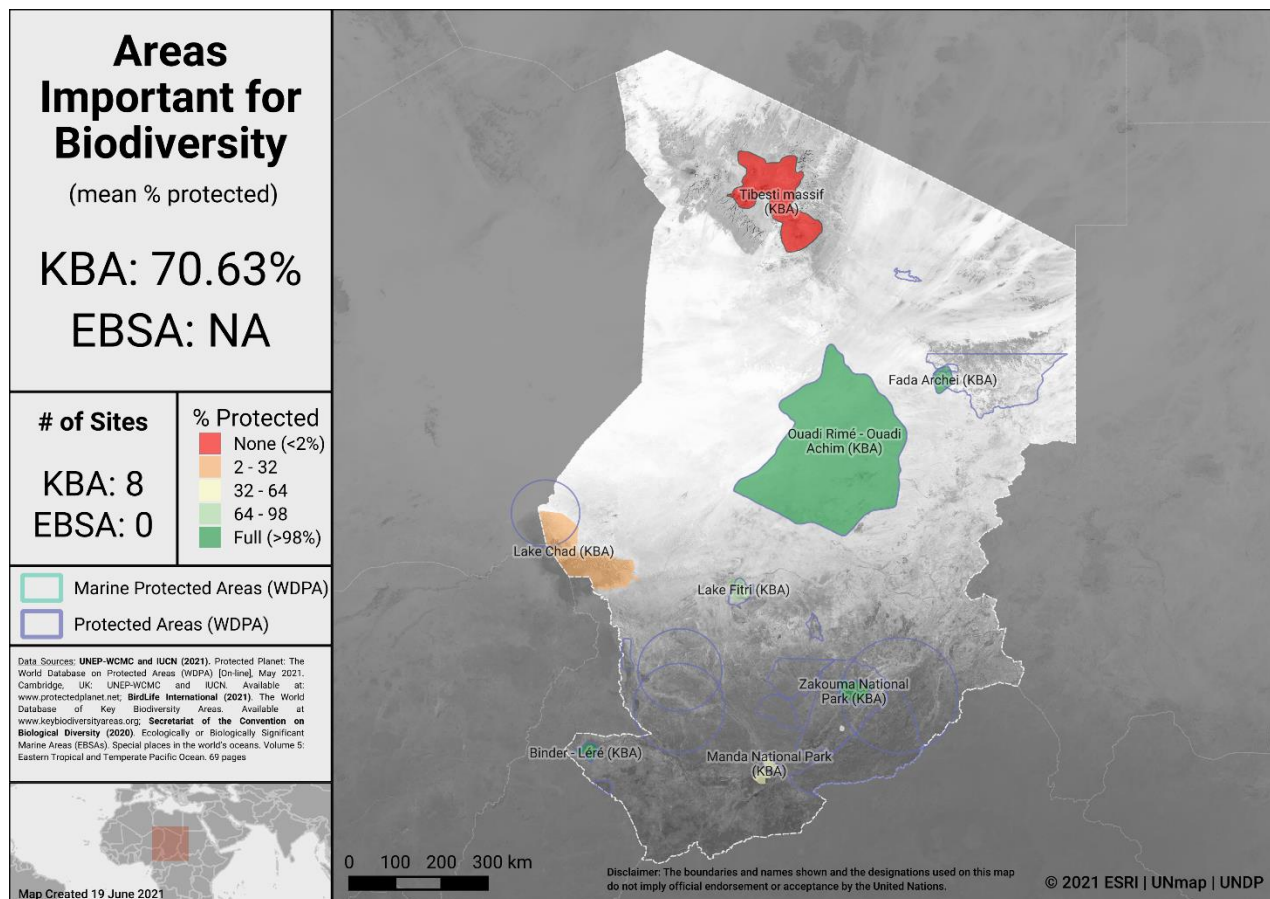 Areas
Important for
Biodiversity
(mean % protected)
KBA: 70.63%
EBSA: NA
# of Sites
KBA: 8
EBSA: 0
% Protected
None (<2%)
2 - 32
32 - 64
64 - 98
Full (>98%)
Marine Protected Areas (WDPA)
Protected Areas (WDPA)
Data Sources: UNEP-WCMC and IUCN (2021). Protected Planet: The
World Database on Protected Areas (WDPA) [On-line], May 2021.
Cambridge, UK: UNEP-WCMC and IUCN. Available at:
www.protectedplanet.net; BirdLife International (2021). The World
Database of Key Biodiversity Areas. Available at
www.keybiodiversityareas.org; Secretariat of the Convention on
Biological Diversity (2020). Ecologically or Biologically Significant
Marine Areas (EBSAs). Special places in the world's oceans. Volume 5:
Eastern Tropical and Temperate Pacific Ocean. 69 pages
Map Created 19 June 2021
Tibesti massif
(KBA)
Fada Archei (KBA)
Ouadi Rimé - Ouadi
Achim (KBA)
Lake Chad (KBA)
Lake Fitri (KBA)
Zakouma National
Park (KBA)
Binder - Léré (KBA)
Manda National Park
(KBA)
0 100 200 300 km
Disclaimer: The boundaries and names shown and the designations used on this map
do not imply official endorsement or acceptance by the United Nations.
© 2021 ESRI | UNmap | UNDP